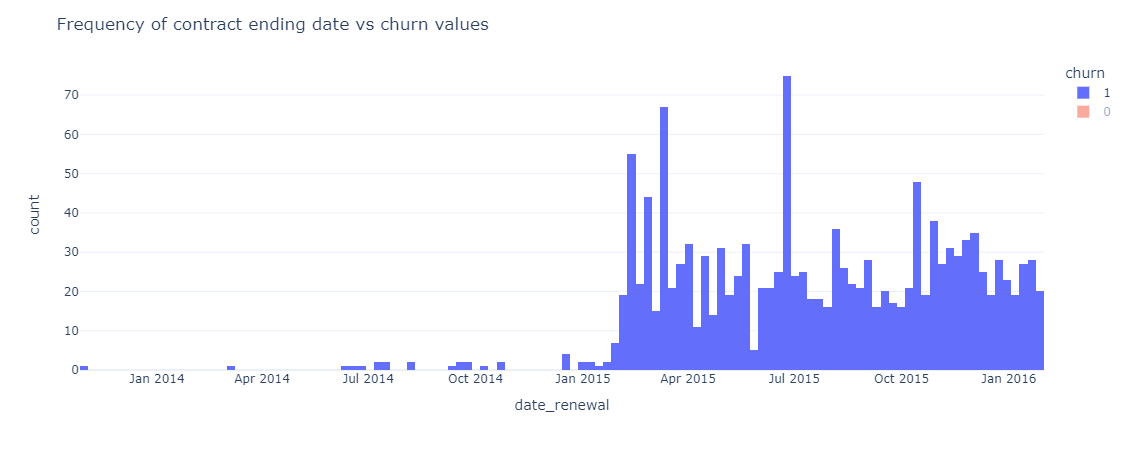 Frequency of contract ending date vs churn values
churn
1
0
70
60
50
40
30
20
10
0
count
Jan 2014 Apr 2014 Jul 2014 Oct 2014 Jan 2015 Apr 2015 Jul 2015 Oct 2015 Jan 2016
date_renewal